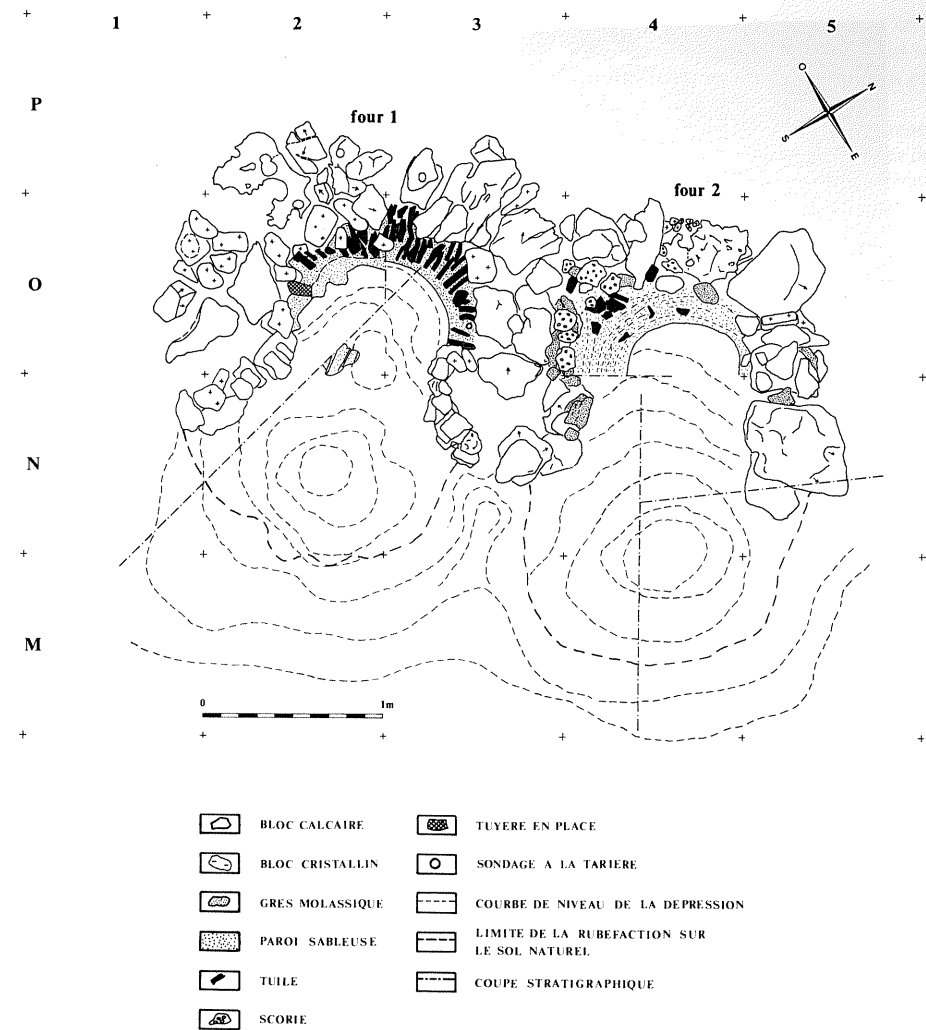 1 2 3 4 5
P
four 1
O
N
S
E
four 2
O
N
M
0 1m
BLOC CALCAIRE
BLOC CRISTALLIN
GRES MOLASSIQUE
PAROI SABLEUSE
TUILE
SCORIE
TUYERE EN PLACE
SONDAGE A LA TARIERE
COURBE DE NIVEAU DE LA DEPRESSION
LIMITE DE LA RUBEFACTION SUR
LE SOL NATUREL
COUPE STRATIGRAPHIQUE